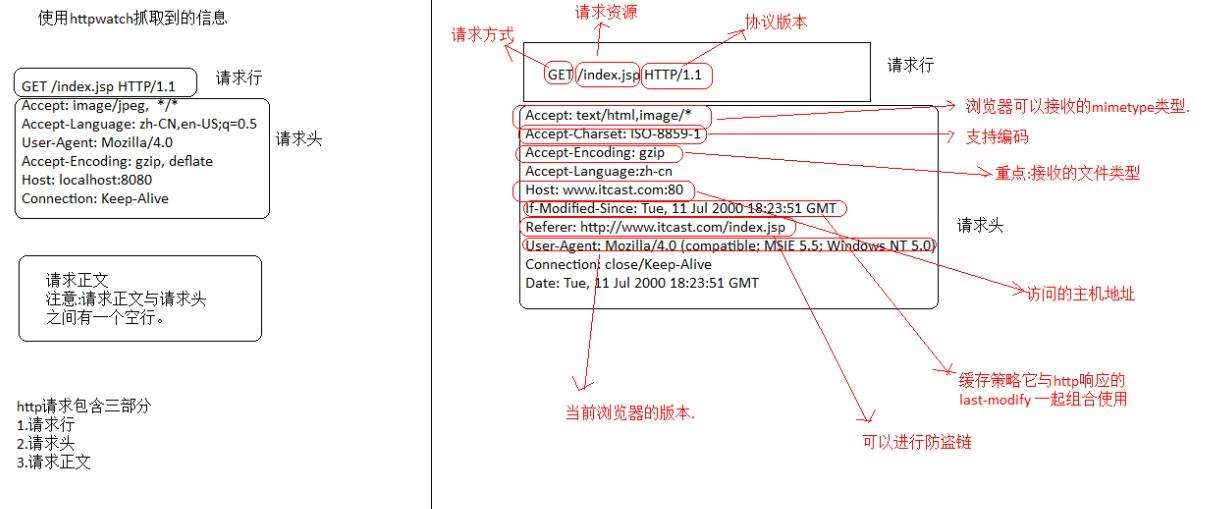 使用httpwatch抓取到的信息
GET /index.jsp HTTP/1.1
请求行
Accept: image/jpeg, */*
Accept-Language: zh-CN,en-US;q=0.5
User-Agent: Mozilla/4.0
Accept-Encoding: gzip, deflate
Host: localhost:8080
Connection: Keep-Alive
请求头
请求正文
注意:请求正文与请求头
之间有一个空行。
http请求包含三部分
1.请求行
2.请求头
3.请求正文
请求方式
请求资源
协议版本
GET /index.jsp HTTP/1.1
请求行
Accept: text/html,image/*
Accept-Charset: ISO-8859-1
Accept-Encoding: gzip
Accept-Language:zh-cn
Host: www.itcast.com:80
If-Modified-Since: Tue, 11 Jul 2000 18:23:51 GMT
Referer: http://www.itcast.com/index.jsp
User-Agent: Mozilla/4.0 (compatible; MSIE 5.5; Windows NT 5.0)
Connection: close/Keep-Alive
Date: Tue, 11 Jul 2000 18:23:51 GMT
请求头
浏览器可以接收的mimetype类型.
支持编码
重点:接收的文件类型
访问的主机地址
缓存策略它与http响应的
last-modify 一起组合使用
当前浏览器的版本.
可以进行防盗链